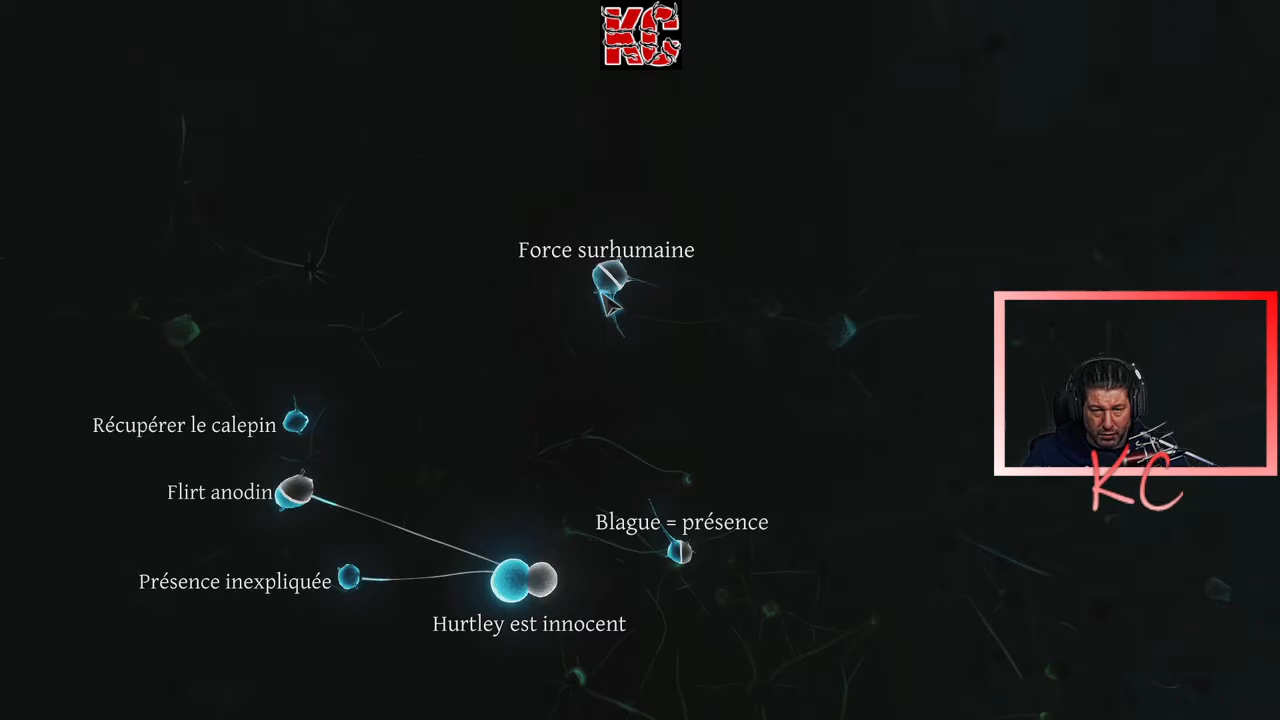 KC
Force surhumaine
Récupérer le calepin
Flirt anodin
Blague = présence
Présence inexpliquée
Hurtley est innocent
KC